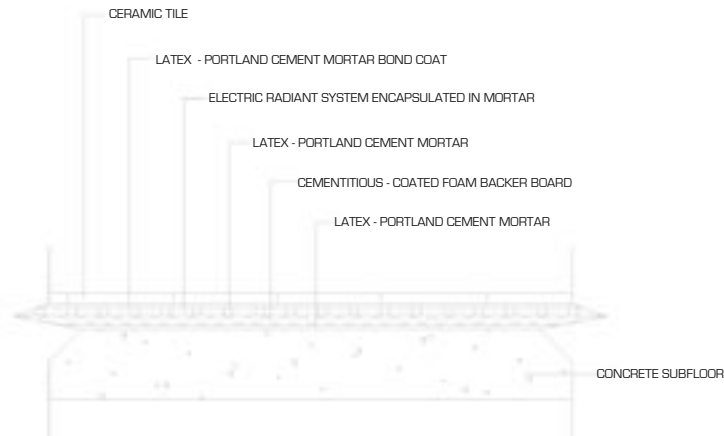 CERAMIC TILE
LATEX - PORTLAND CEMENT MORTAR BOND COAT
ELECTRIC RADIANT SYSTEM ENCAPSULATED IN MORTAR
LATEX - PORTLAND CEMENT MORTAR
CEMENTITIOUS - COATED FOAM BACKER BOARD
LATEX - PORTLAND CEMENT MORTAR
CONCRETE SUBFLOOR